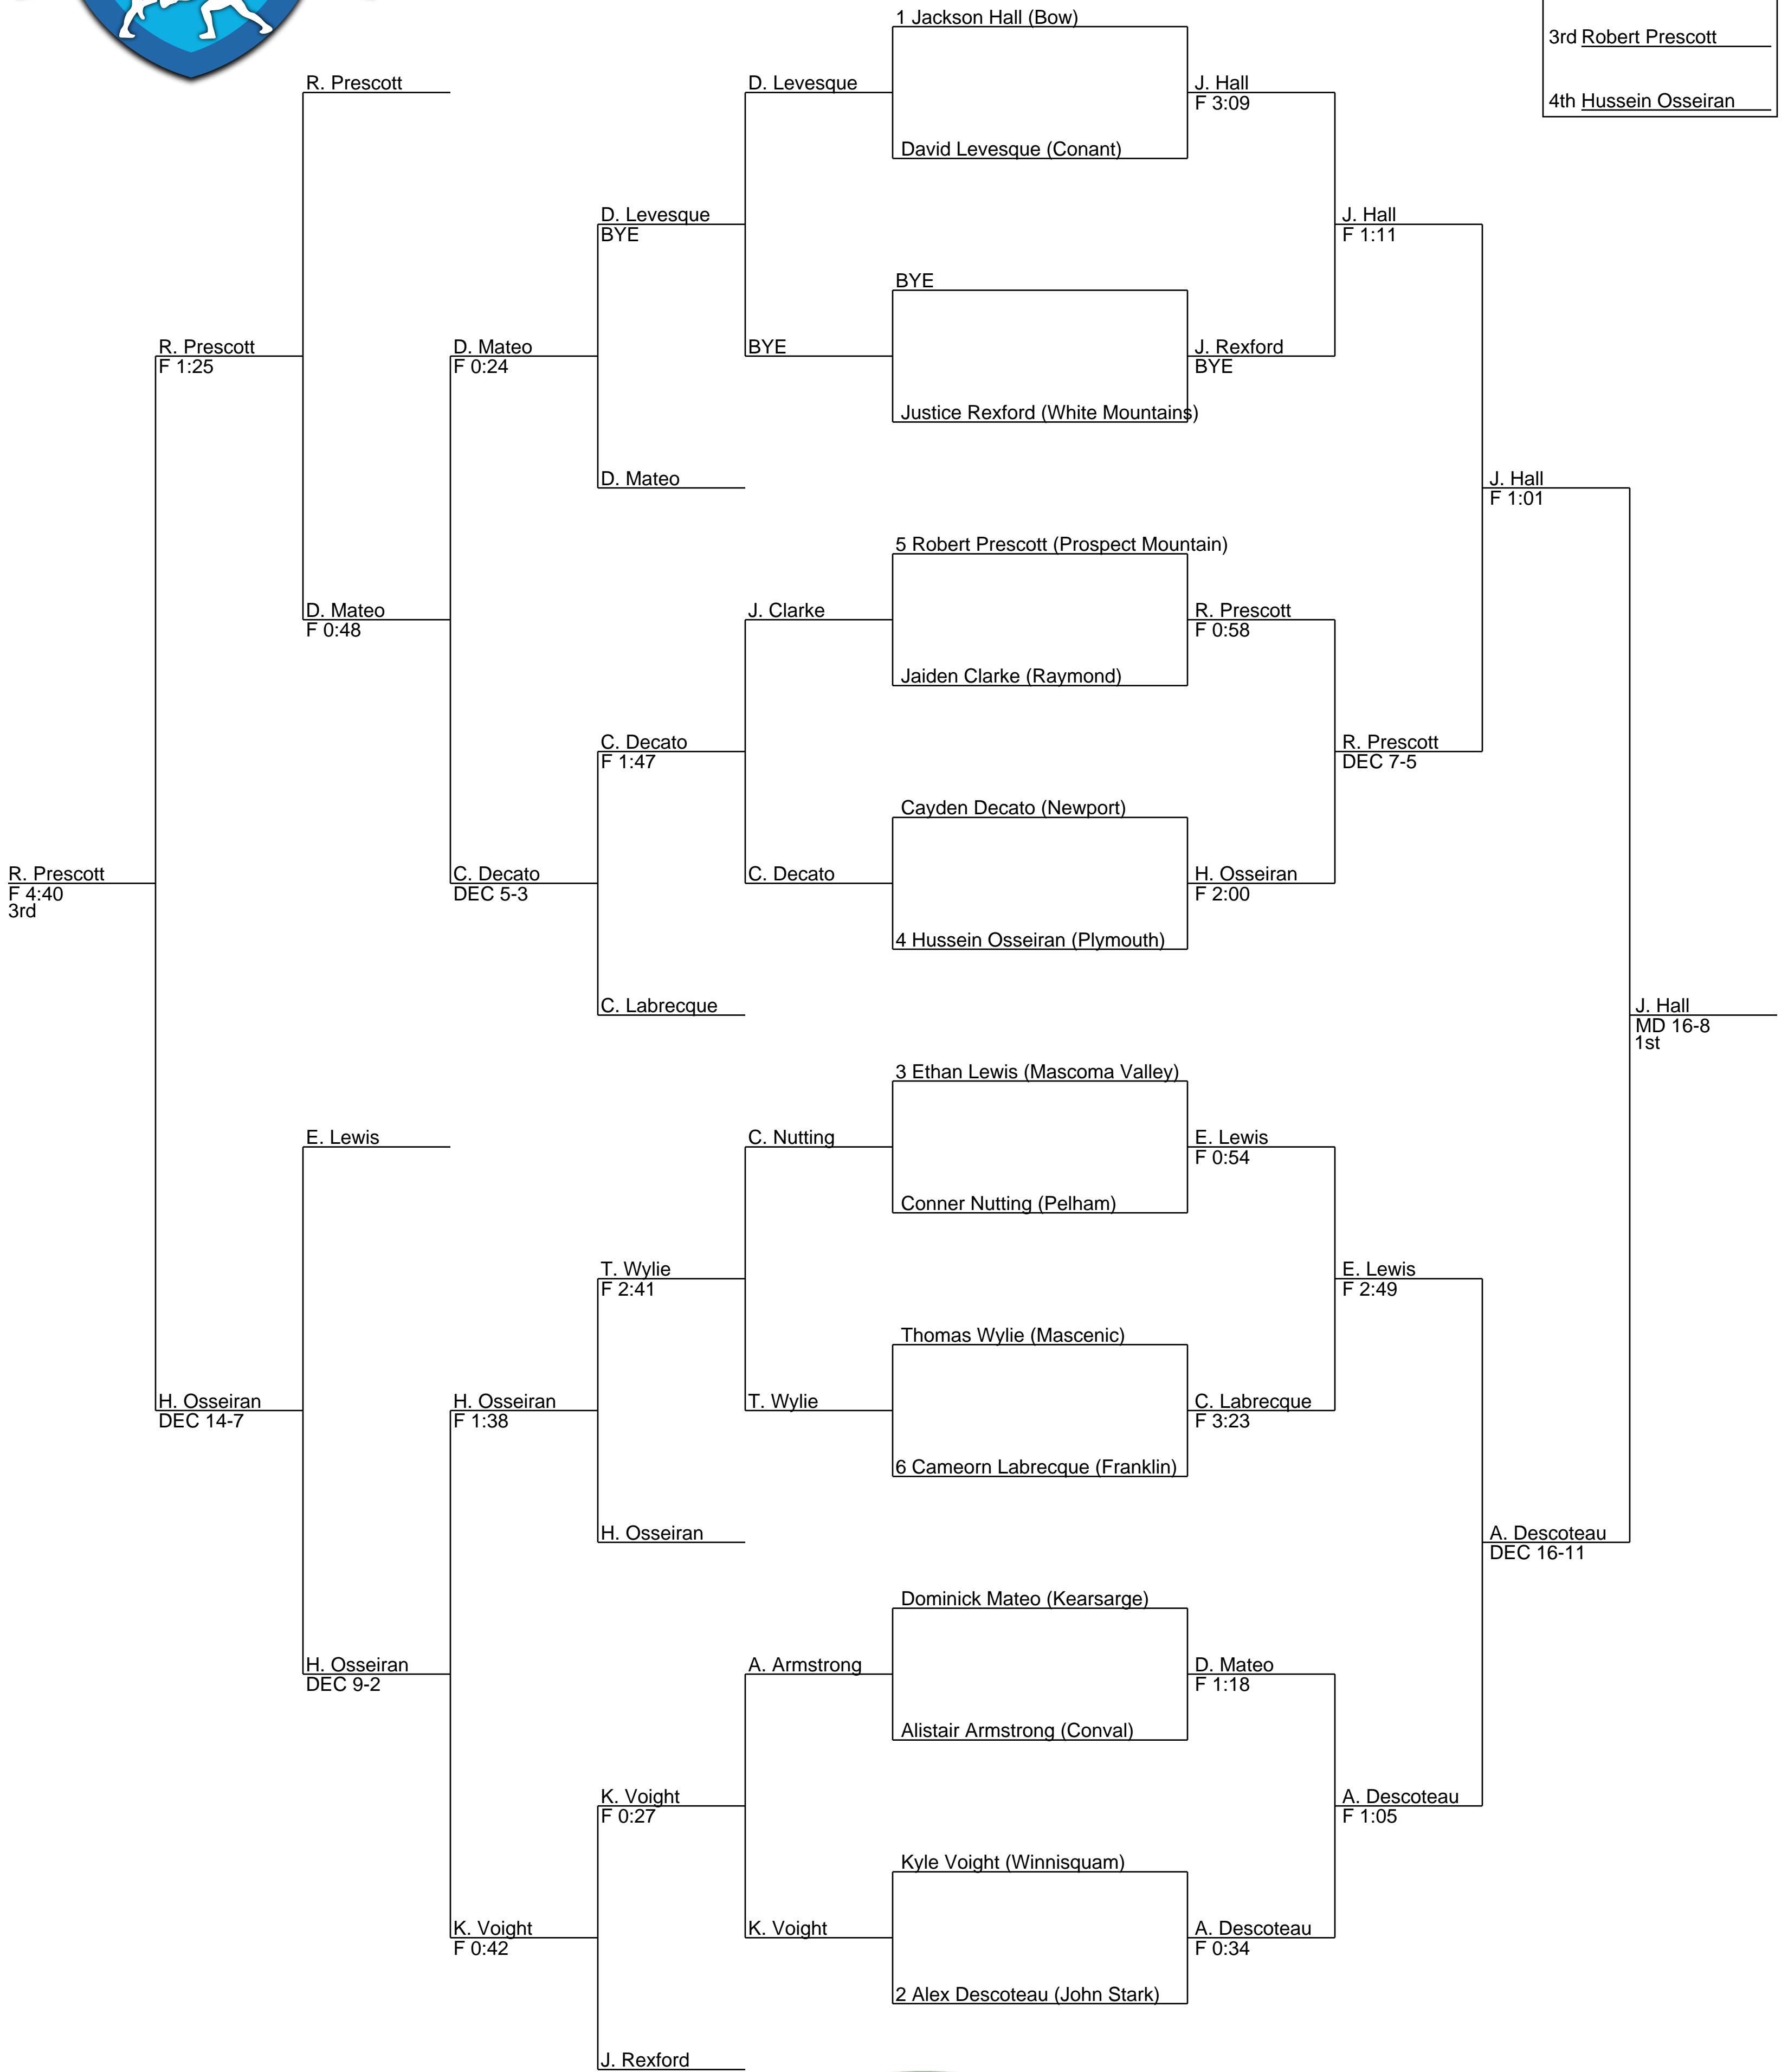 1 Jackson Hall (Bow)
3rd Robert Prescott
R. Prescott
D. Levesque
J. Hall
F 3:09
4th Hussein Osseiran
David Levesque (Conant)
D. Levesque
BYE
J. Hall
F 1:11
BYE
R. Prescott
F 1:25
D. Mateo
F 0:24
BYE
J. Rexford
BYE
Justice Rexford (White Mountains)
D. Mateo
J. Hall
F 1:01
5 Robert Prescott (Prospect Mountain)
D. Mateo
F 0:48
J. Clarke
R. Prescott
F 0:58
Jaiden Clarke (Raymond)
C. Decato
F 1:47
R. Prescott
DEC 7-5
Cayden Decato (Newport)
R. Prescott
F 4:40
3rd
C. Decato
DEC 5-3
C. Decato
H. Osseiran
F 2:00
4 Hussein Osseiran (Plymouth)
C. Labrecque
J. Hall
MD 16-8
1st
3 Ethan Lewis (Mascoma Valley)
E. Lewis
C. Nutting
E. Lewis
F 0:54
Conner Nutting (Pelham)
T. Wylie
F 2:41
E. Lewis
F 2:49
Thomas Wylie (Mascenic)
H. Osseiran
DEC 14-7
H. Osseiran
F 1:38
T. Wylie
C. Labrecque
F 3:23
6 Cameorn Labrecque (Franklin)
H. Osseiran
A. Descoteau
DEC 16-11
Dominick Mateo (Kearsarge)
H. Osseiran
DEC 9-2
A. Armstrong
D. Mateo
F 1:18
Alistair Armstrong (Conval)
K. Voight
F 0:27
A. Descoteau
F 1:05
Kyle Voight (Winnisquam)
K. Voight
F 0:42
K. Voight
A. Descoteau
F 0:34
2 Alex Descoteau (John Stark)
J. Rexford